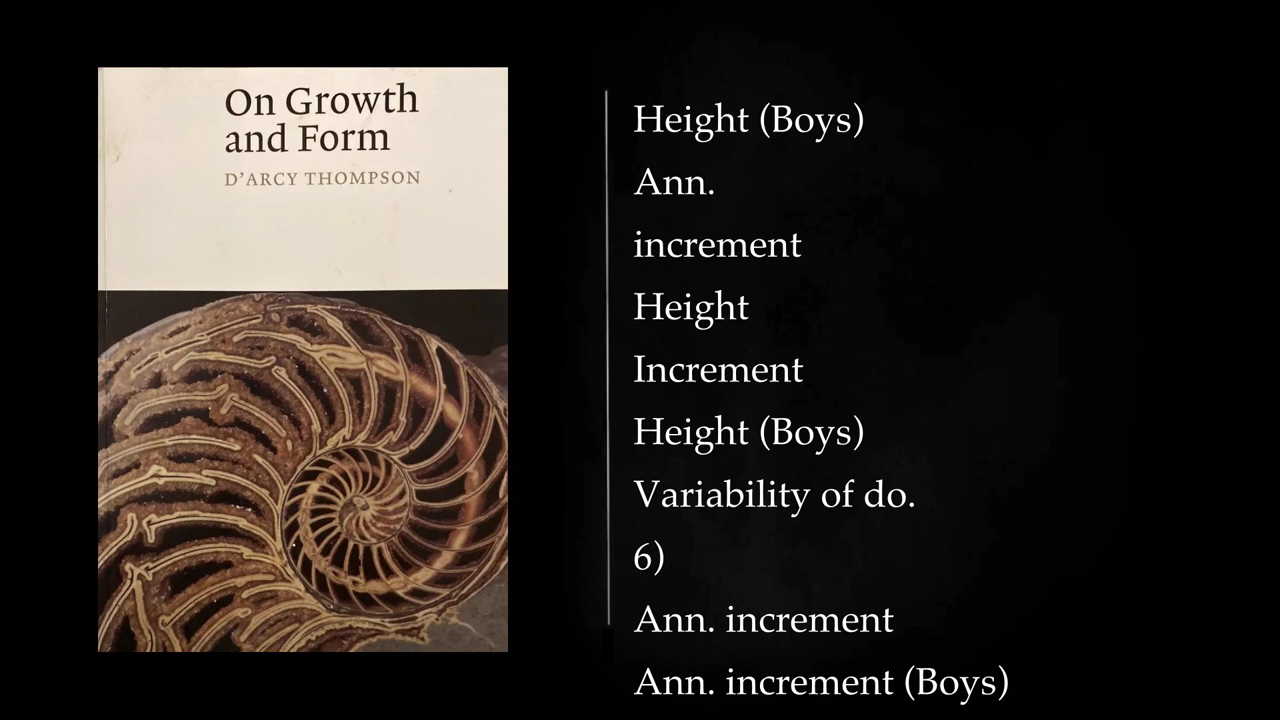 On Growth
and Form
D'ARCY THOMPSON
Height (Boys)
Ann.
increment
Height
Increment
Height (Boys)
Variability of do.
6)
Ann. increment
Ann. increment (Boys)